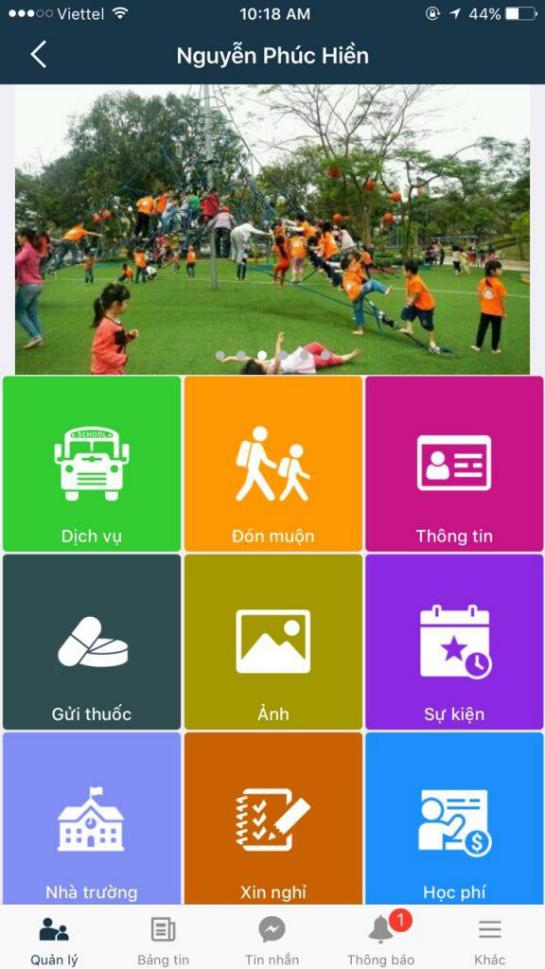 Viettel 10:18 AM 44%
Nguyễn Phúc Hiền
SCHOOL
Dịch vụ Đón muộn Thông tin
Gửi thuốc Ảnh Sự kiện
$
Nhà trường Xin nghỉ Học phí
1
Quản lý Bảng tin Tin nhắn Thông báo Khác